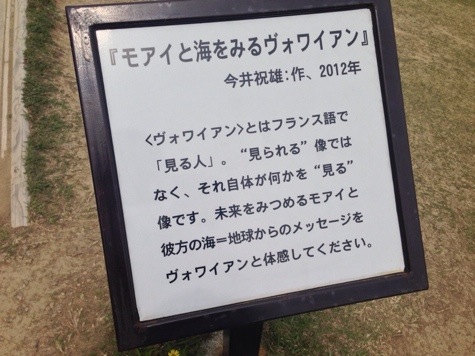 『モアイと海をみるヴォワイアン』
今井祝雄:作、2012年
<ヴォワイアン>とはフランス語で
「見る人」。“見られる”像では
なく、それ自体が何かを“見る”
像です。未来をみつめるモアイと
彼方の海=地球からのメッセージを
ヴォワイアンと体感してください。